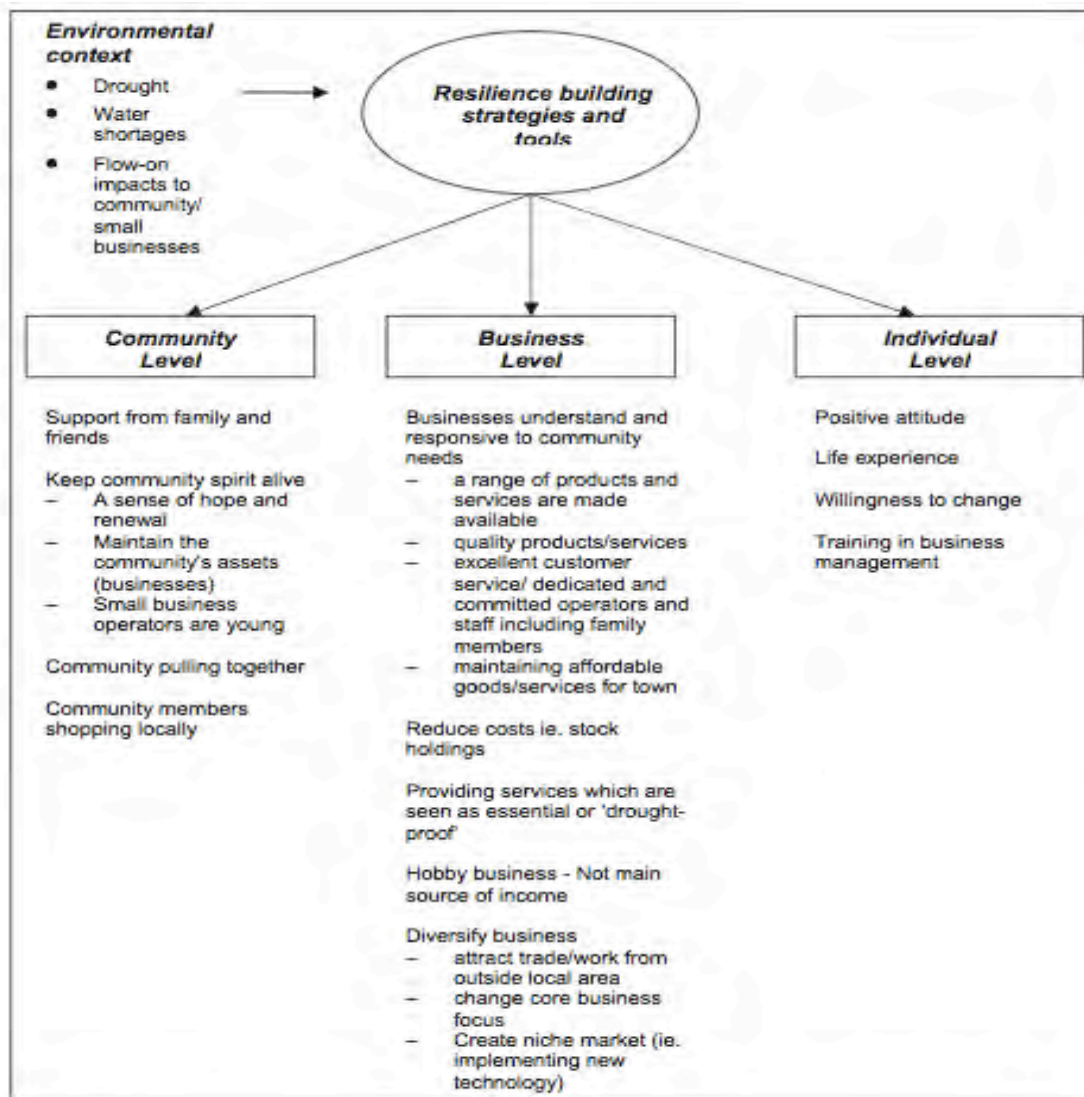 Environmental
context
● Drought
● Water
shortages
● Flow-on
impacts to
community/
small
businesses
Resilience building
strategies and
tools
Community
Level
Support from family and
friends
Keep community spirit alive
– A sense of hope and
renewal
– Maintain the
community's assets
(businesses)
– Small business
operators are young
Community pulling together
Community members
shopping locally
Business
Level
Businesses understand and
responsive to community
needs
– a range of products and
services are made
available
– quality products/services
– excellent customer
service/ dedicated and
committed operators and
staff including family
members
– maintaining affordable
goods/services for town
Reduce costs ie. stock
holdings
Providing services which are
seen as essential or 'drought-
proof'
Hobby business - Not main
source of income
Diversify business
– attract trade/work from
outside local area
– change core business
focus
– Create niche market (ie.
implementing new
technology)
Individual
Level
Positive attitude
Life experience
Willingness to change
Training in business
management